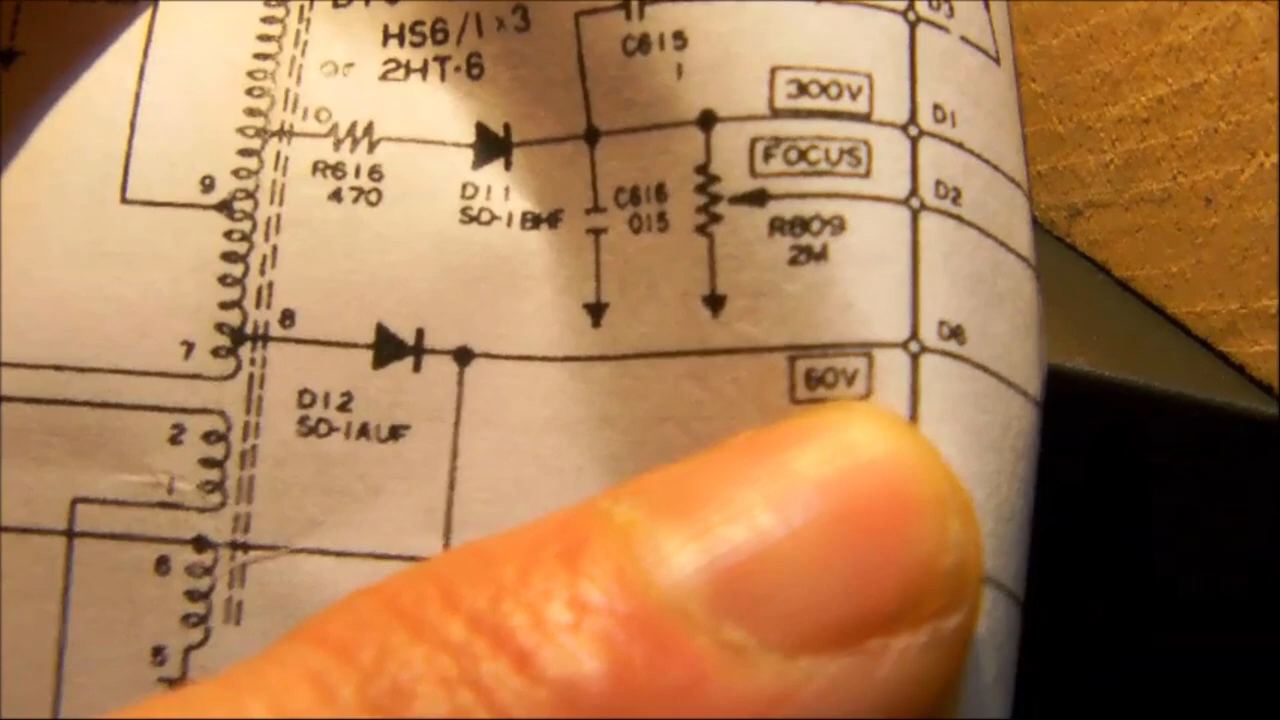 HS6/1x3
or 2HT-6
C615
1
300V
D1
10
R616
470
FOCUS
9
D11
SD-1BHF
C616
015
D2
R809
2M
8
7
D6
60V
D12
SD-1AUF
2
6
5